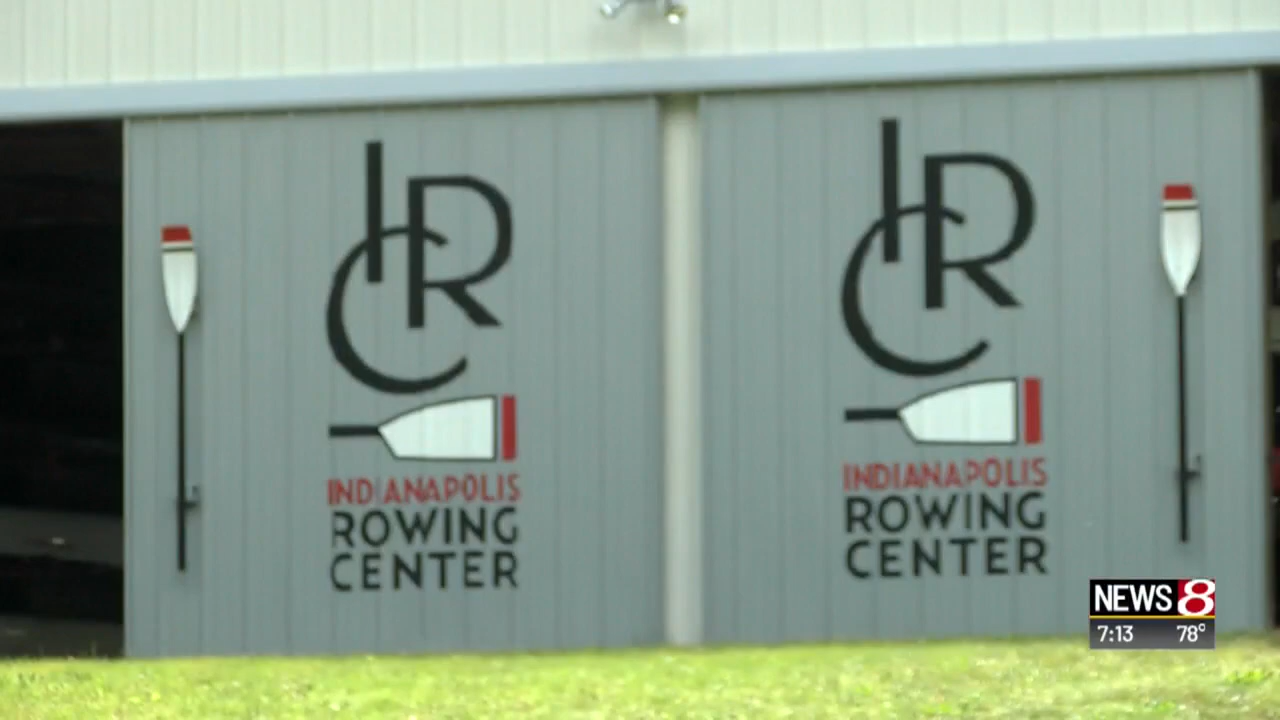 IRC
INDIANAPOLIS
ROWING
CENTER
IRC
INDIANAPOLIS
ROWING
CENTER
NEWS 8
7:13 78°